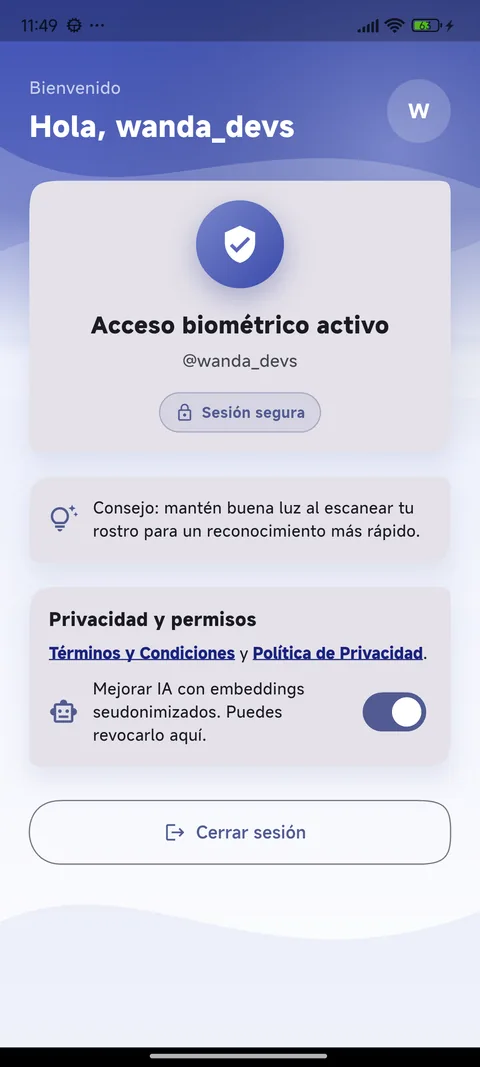 11:49
63
Bienvenido
Hola, wanda_devs
W
Acceso biométrico activo
@wanda_devs
Sesión segura
Consejo: mantén buena luz al escanear tu
rostro para un reconocimiento más rápido.
Privacidad y permisos
Términos y Condiciones y Política de Privacidad.
Mejorar IA con embeddings
seudonimizados. Puedes
revocarlo aquí.
Cerrar sesión